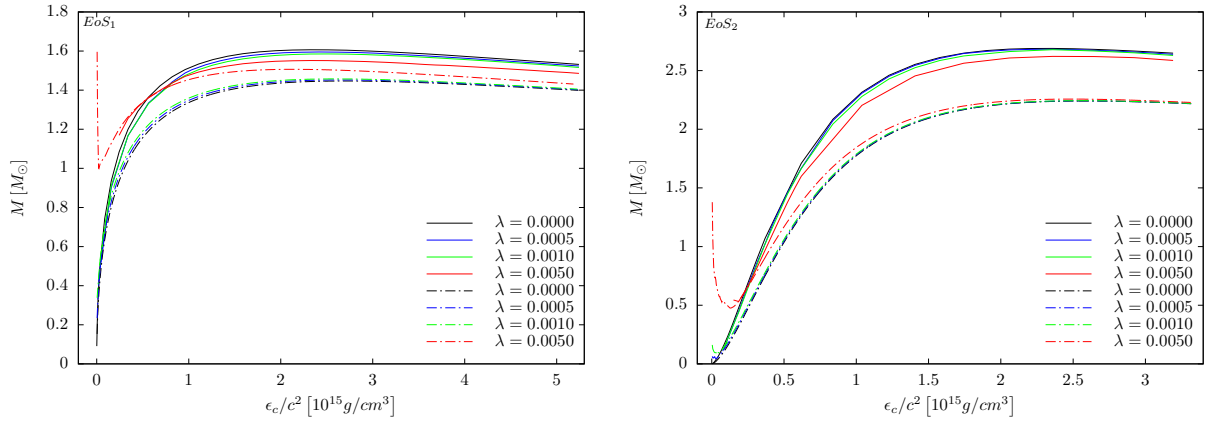 EoS₁
M [M⊙]
1.8
1.6
1.4
1.2
1
0.8
0.6
0.4
0.2
0
0 1 2 3 4 5
ϵc/c² [10¹⁵g/cm³]
λ = 0.0000
λ = 0.0005
λ = 0.0010
λ = 0.0050
λ = 0.0000
λ = 0.0005
λ = 0.0010
λ = 0.0050
EoS₂
M [M⊙]
3
2.5
2
1.5
1
0.5
0
0 0.5 1 1.5 2 2.5 3
ϵc/c² [10¹⁵g/cm³]
λ = 0.0000
λ = 0.0005
λ = 0.0010
λ = 0.0050
λ = 0.0000
λ = 0.0005
λ = 0.0010
λ = 0.0050